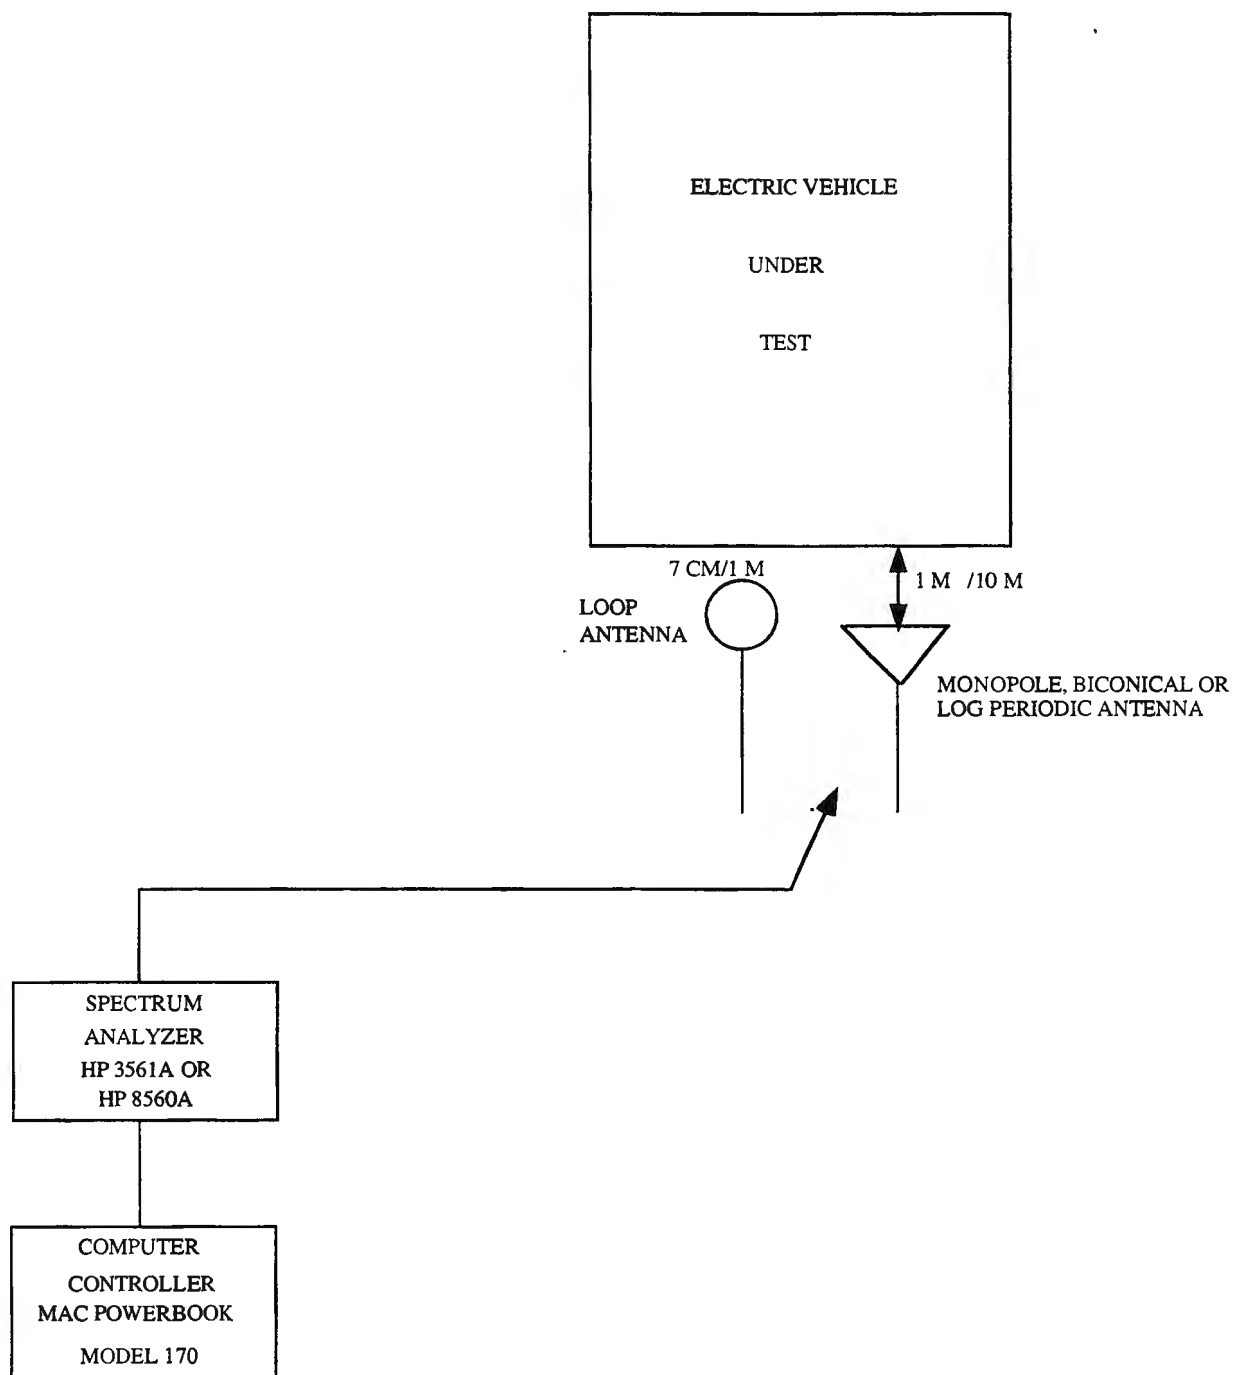 ELECTRIC VEHICLE
UNDER
TEST
7 CM/1 M
1 M /10 M
LOOP
ANTENNA
MONOPOLE, BICONICAL OR
LOG PERIODIC ANTENNA
SPECTRUM
ANALYZER
HP 3561A OR
HP 8560A
COMPUTER
CONTROLLER
MAC POWERBOOK
MODEL 170